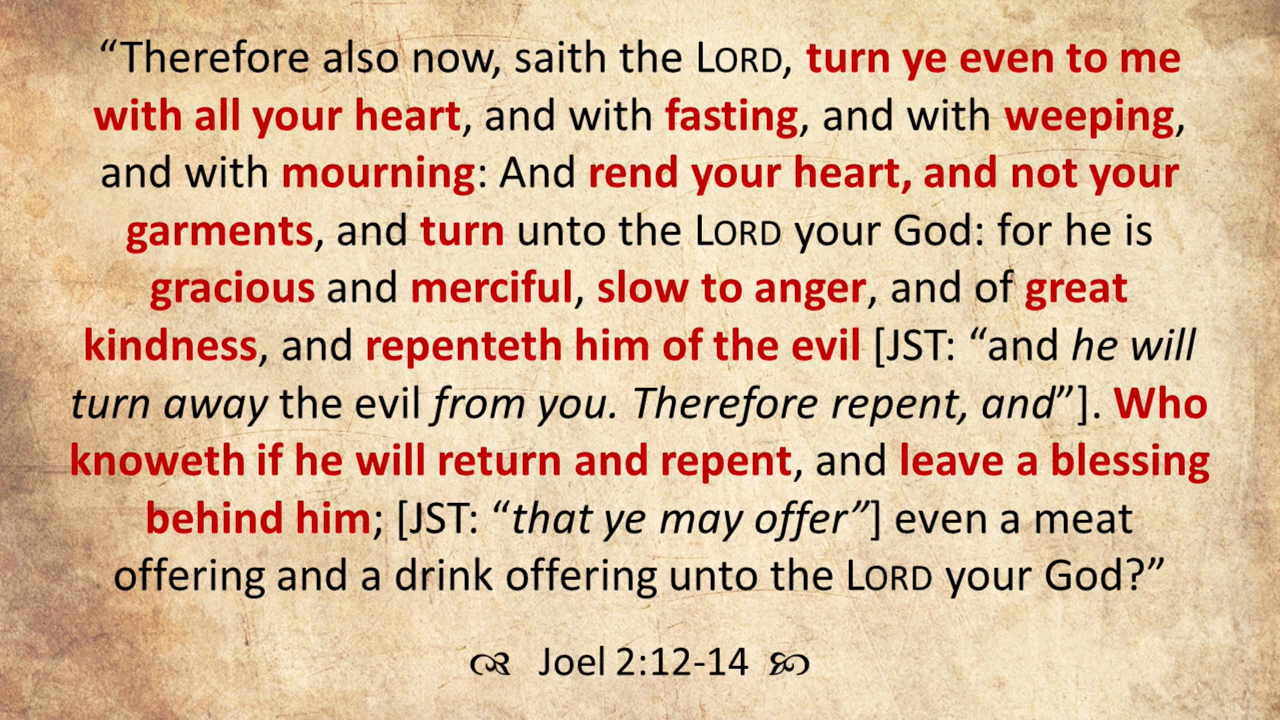 “Therefore also now, saith the LORD, turn ye even to me
with all your heart, and with fasting, and with weeping,
and with mourning: And rend your heart, and not your
garments, and turn unto the LORD your God: for he is
gracious and merciful, slow to anger, and of great
kindness, and repenteth him of the evil [JST: “and he will
turn away the evil from you. Therefore repent, and”]. Who
knoweth if he will return and repent, and leave a blessing
behind him; [JST: “that ye may offer”] even a meat
offering and a drink offering unto the LORD your God?”
Joel 2:12-14